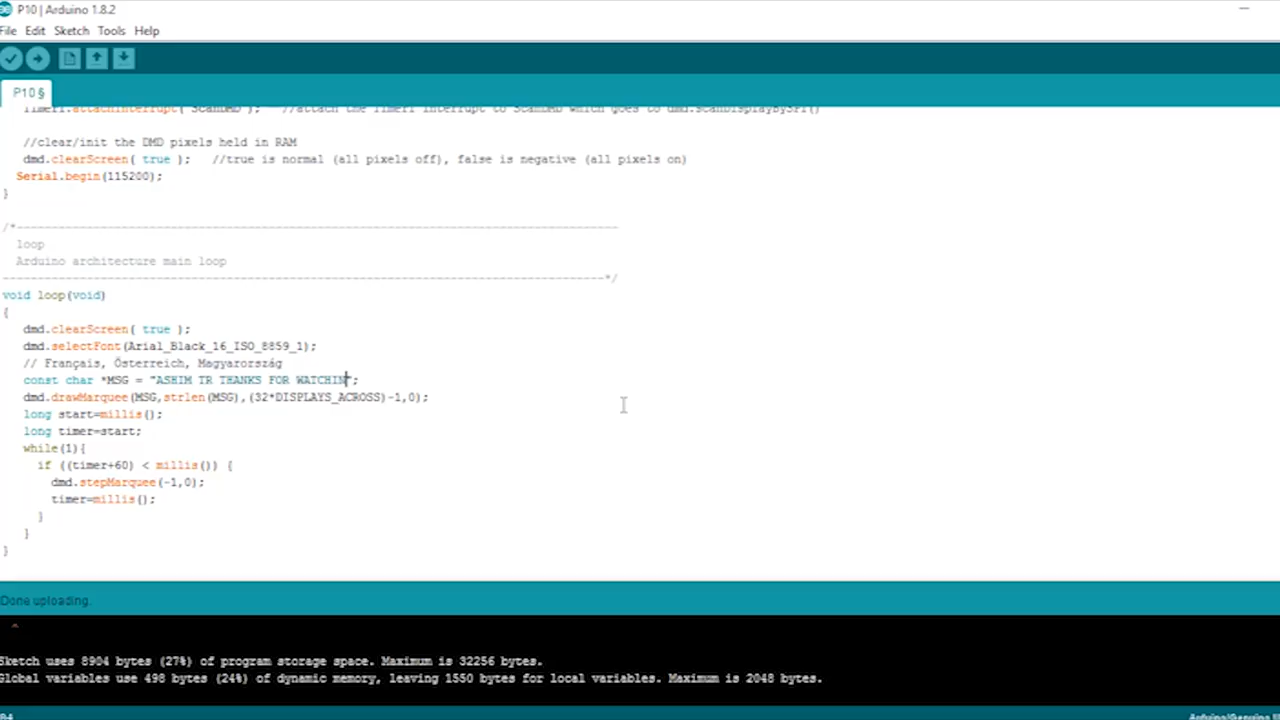 P10 | Arduino 1.8.2
File Edit Sketch Tools Help
P10 §
Timer1.attachInterrupt( ScanDMD ); //attach the Timer1 interrupt to ScanDMD which goes to dmd.scanDisplayBySPI()
//clear/init the DMD pixels held in RAM
dmd.clearScreen( true ); //true is normal (all pixels off), false is negative (all pixels on)
Serial.begin(115200);
}
/*--------------------------------------------------------------------------------------
loop
Arduino architecture main loop
--------------------------------------------------------------------------------------*/
void loop(void)
{
dmd.clearScreen( true );
dmd.selectFont(Arial_Black_16_ISO_8859_1);
// Français, Österreich, Magyarország
const char *MSG = "ASHIM TR THANKS FOR WATCHIN";
dmd.drawMarquee(MSG,strlen(MSG),(32*DISPLAYS_ACROSS)-1,0);
long start=millis();
long timer=start;
while(1){
if ((timer+60) < millis()) {
dmd.stepMarquee(-1,0);
timer=millis();
}
}
}
Done uploading.
Sketch uses 8904 bytes (27%) of program storage space. Maximum is 32256 bytes.
Global variables use 498 bytes (24%) of dynamic memory, leaving 1550 bytes for local variables. Maximum is 2048 bytes.